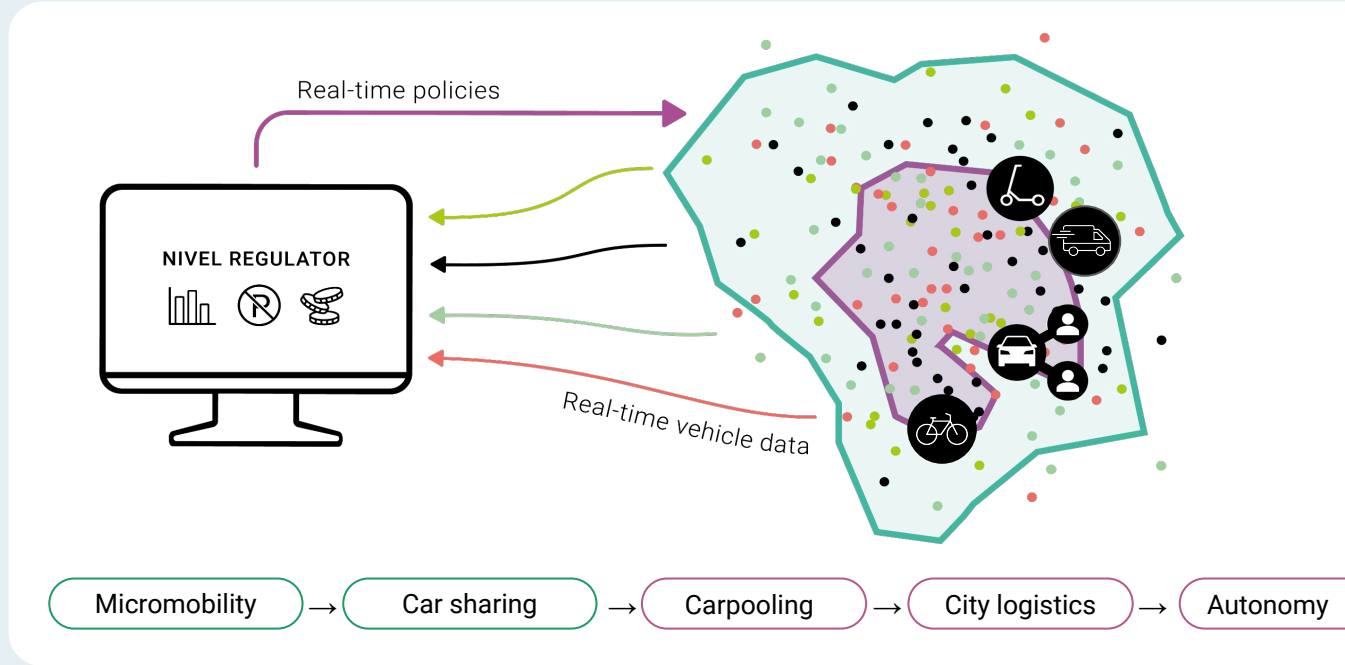 Real-time policies
NIVEL REGULATOR
P
Real-time vehicle data
Micromobility → Car sharing → Carpooling → City logistics → Autonomy